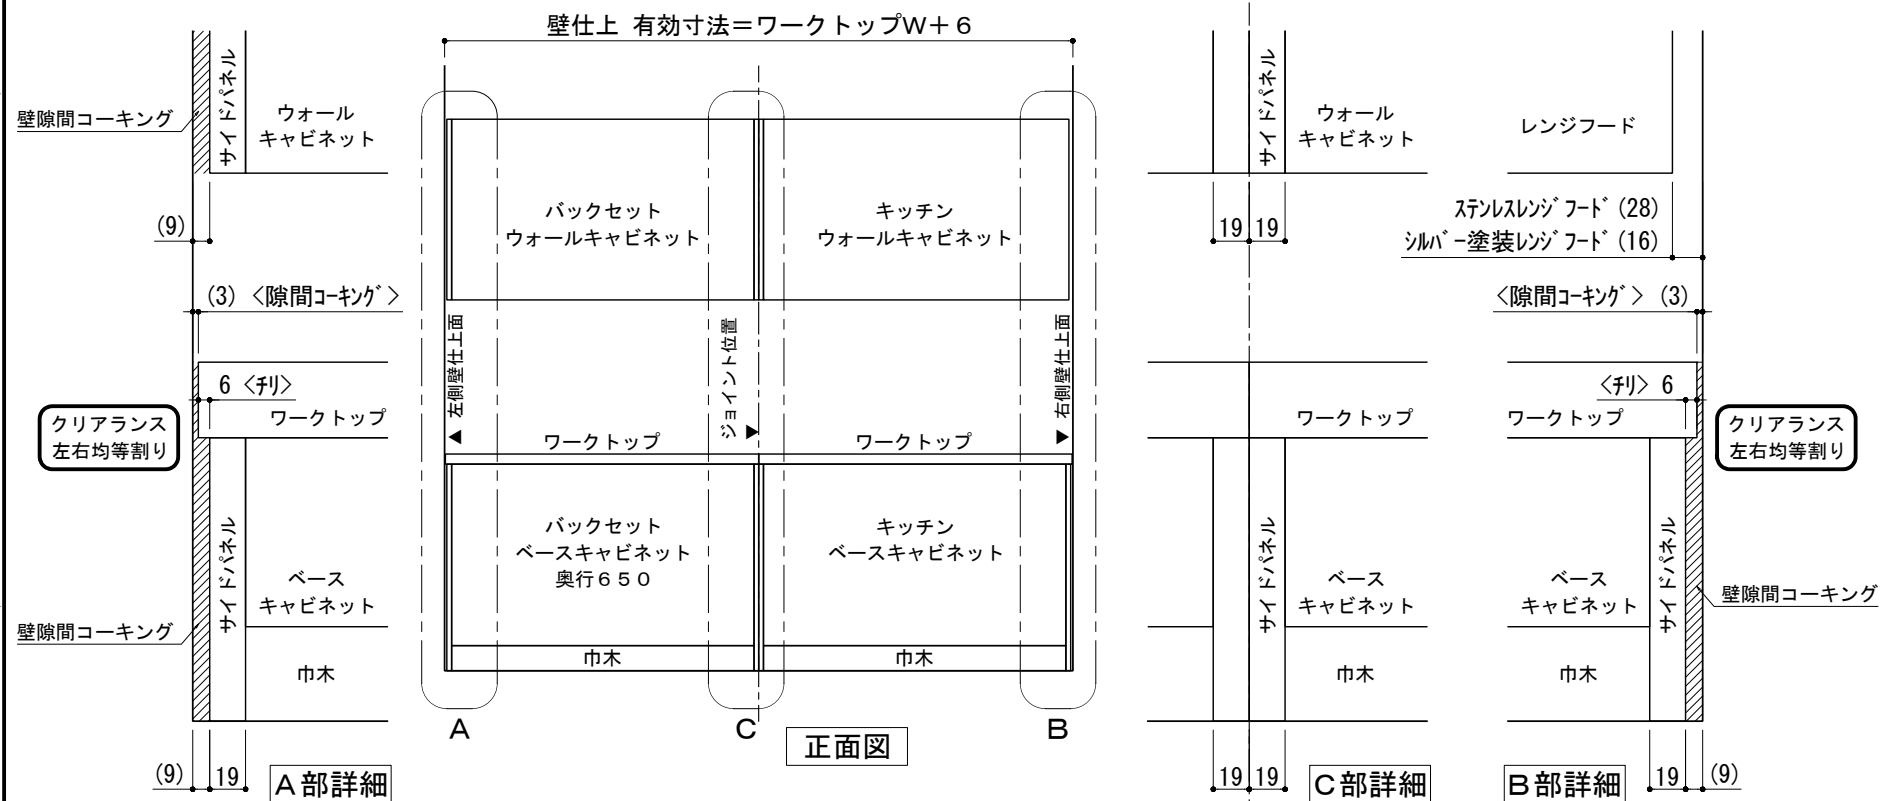 壁仕上 有効寸法＝ワークトップW＋6
壁隙間コーキング
サイドパネル
ウォール
キャビネット
(9)
(3) <隙間ｺｰｷﾝｸﾞ>
6 <ﾁﾘ>
ワークトップ
クリアランス
左右均等割り
サイドパネル
ベース
キャビネット
壁隙間コーキング
巾木
(9)
19
A部詳細
バックセット
ウォールキャビネット
キッチン
ウォールキャビネット
左側壁仕上面
ジョイント位置
右側壁仕上面
ワークトップ
ワークトップ
バックセット
ベースキャビネット
奥行650
キッチン
ベースキャビネット
巾木
巾木
A
C
B
正面図
サイドパネル
ウォール
キャビネット
19
19
ワークトップ
サイドパネル
ベース
キャビネット
巾木
19
19
C部詳細
レンジフード
ｽﾃﾝﾚｽﾚﾝｼﾞﾌｰﾄﾞ(28)
ｼﾙﾊﾞｰ塗装ﾚﾝｼﾞﾌｰﾄﾞ(16)
<隙間ｺｰｷﾝｸﾞ> (3)
<ﾁﾘ> 6
ワークトップ
クリアランス
左右均等割り
ベース
キャビネット
サイドパネル
壁隙間コーキング
巾木
19
(9)
B部詳細